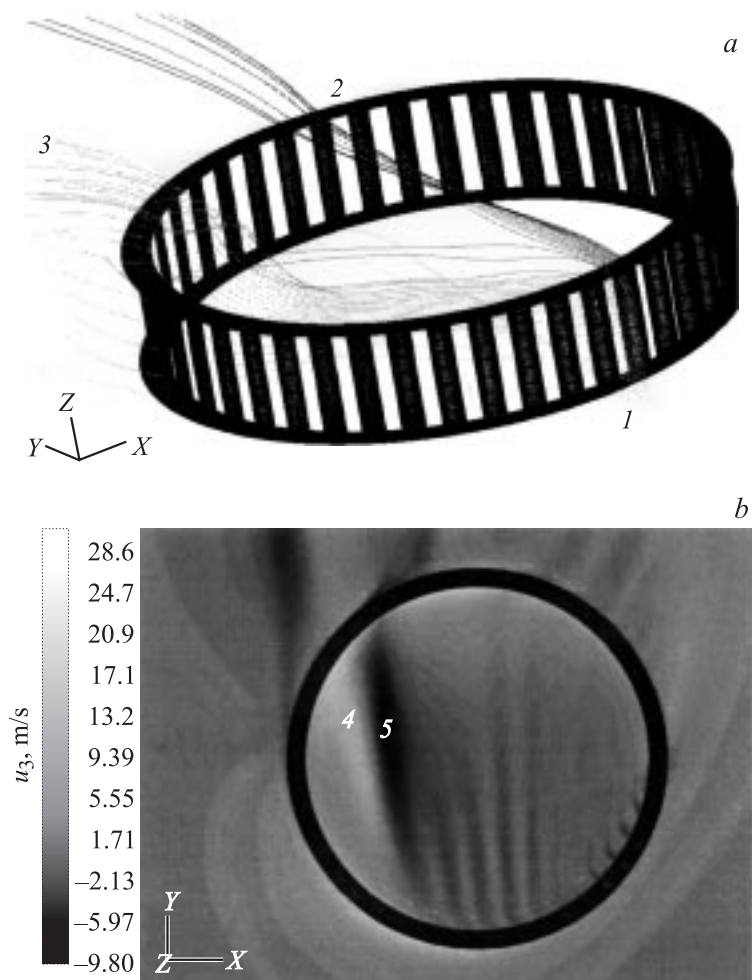 a
2
3
1
Z
Y
X
b
28.6
24.7
20.9
17.1
13.2
9.39
5.55
1.71
–2.13
–5.97
–9.80
u3, m/s
4
5
Y
Z
X